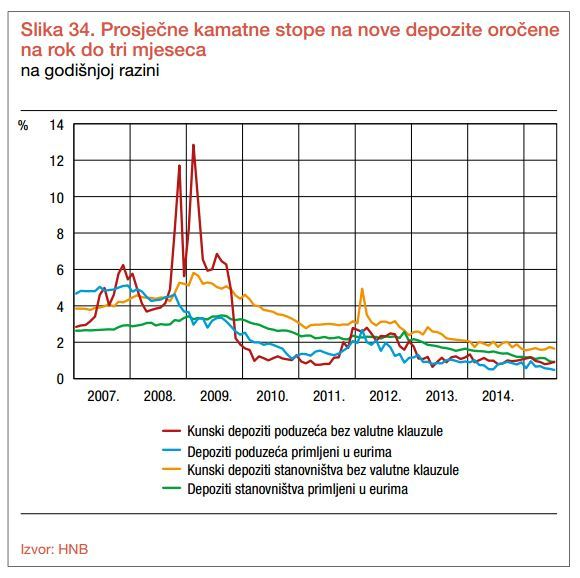 Slika 34. Prosječne kamatne stope na nove depozite oročene
na rok do tri mjeseca
na godišnjoj razini
%
14
12
10
8
6
4
2
0
2007. 2008. 2009. 2010. 2011. 2012. 2013. 2014.
Kunski depoziti poduzeća bez valutne klauzule
Depoziti poduzeća primljeni u eurima
Kunski depoziti stanovništva bez valutne klauzule
Depoziti stanovništva primljeni u eurima
Izvor: HNB